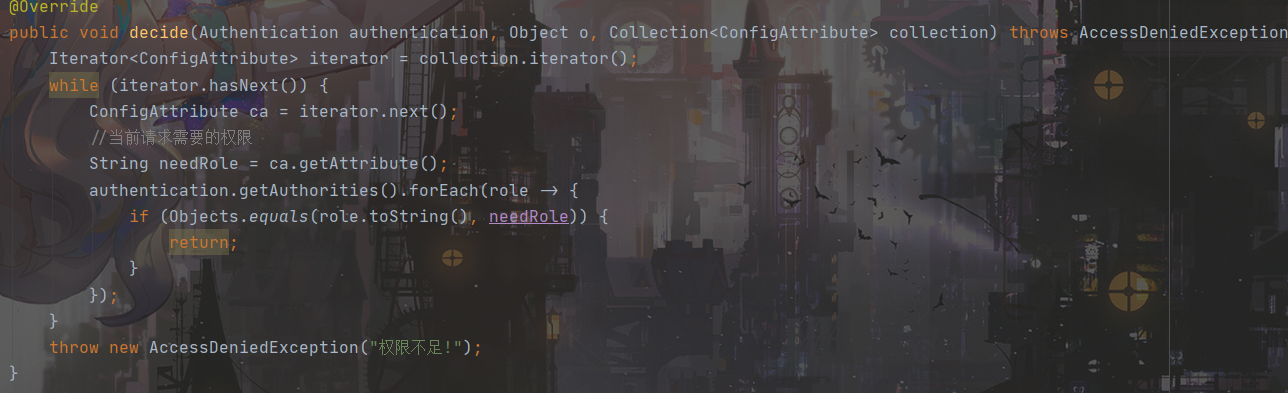 @Override
public void decide(Authentication authentication, Object o, Collection<ConfigAttribute> collection) throws AccessDeniedException
Iterator<ConfigAttribute> iterator = collection.iterator();
while (iterator.hasNext()) {
ConfigAttribute ca = iterator.next();
//当前请求需要的权限
String needRole = ca.getAttribute();
authentication.getAuthorities().forEach(role -> {
if (Objects.equals(role.toString(), needRole)) {
return;
}
});
}
throw new AccessDeniedException("权限不足!");
}